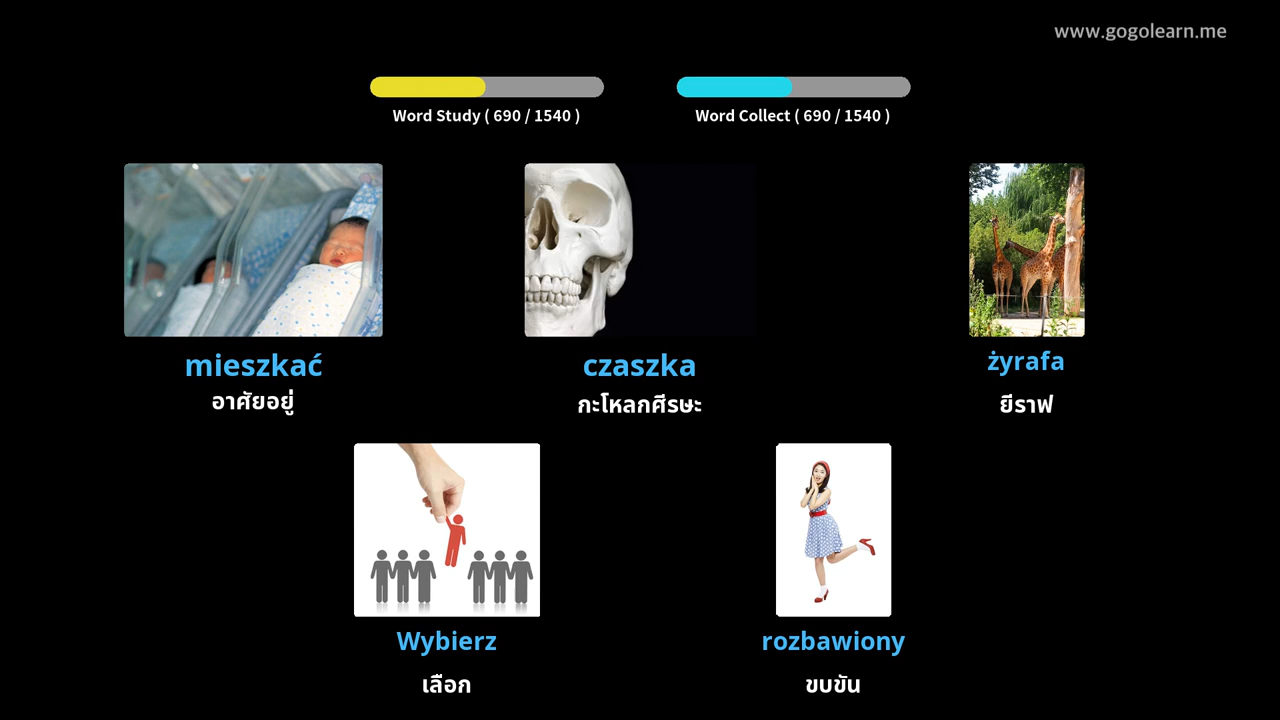 www.gogolearn.me
Word Study ( 690 / 1540 )
Word Collect ( 690 / 1540 )
mieszkać
อาศัยอยู่
czaszka
กะโหลกศีรษะ
żyrafa
ยีราฟ
Wybierz
เลือก
rozbawiony
ขบขัน